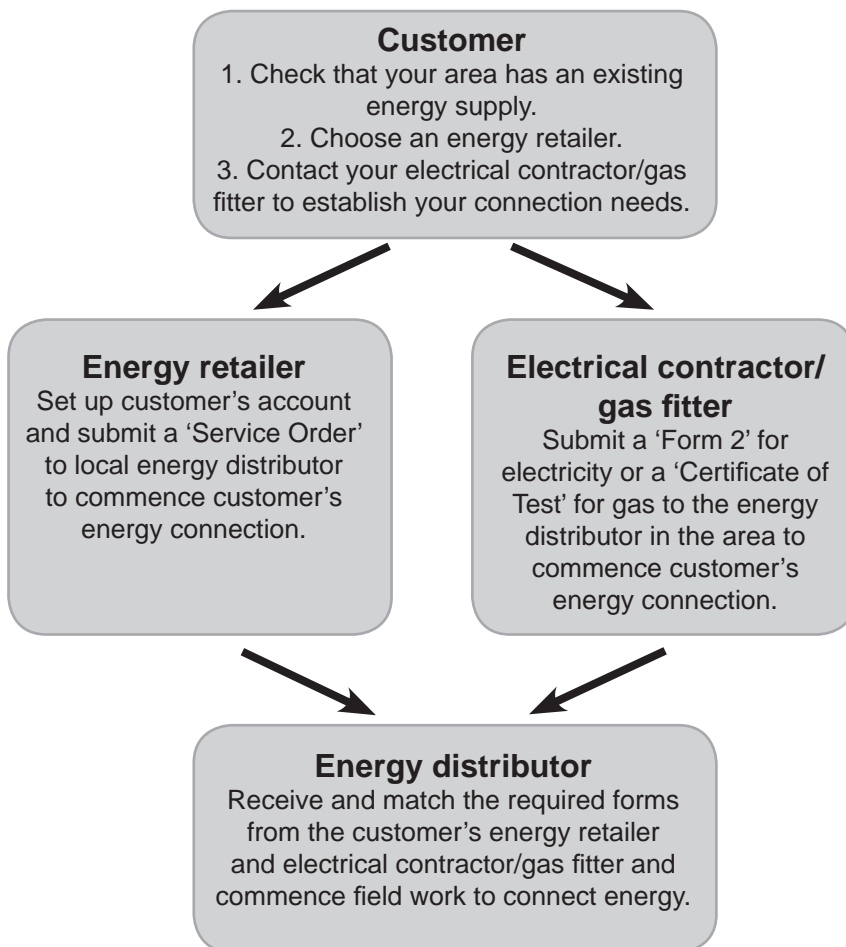 Customer
1. Check that your area has an existing
energy supply.
2. Choose an energy retailer.
3. Contact your electrical contractor/gas
fitter to establish your connection needs.
Energy retailer
Set up customer’s account
and submit a ‘Service Order’
to local energy distributor
to commence customer’s
energy connection.
Electrical contractor/
gas fitter
Submit a ‘Form 2’ for
electricity or a ‘Certificate of
Test’ for gas to the energy
distributor in the area to
commence customer’s
energy connection.
Energy distributor
Receive and match the required forms
from the customer’s energy retailer
and electrical contractor/gas fitter and
commence field work to connect energy.